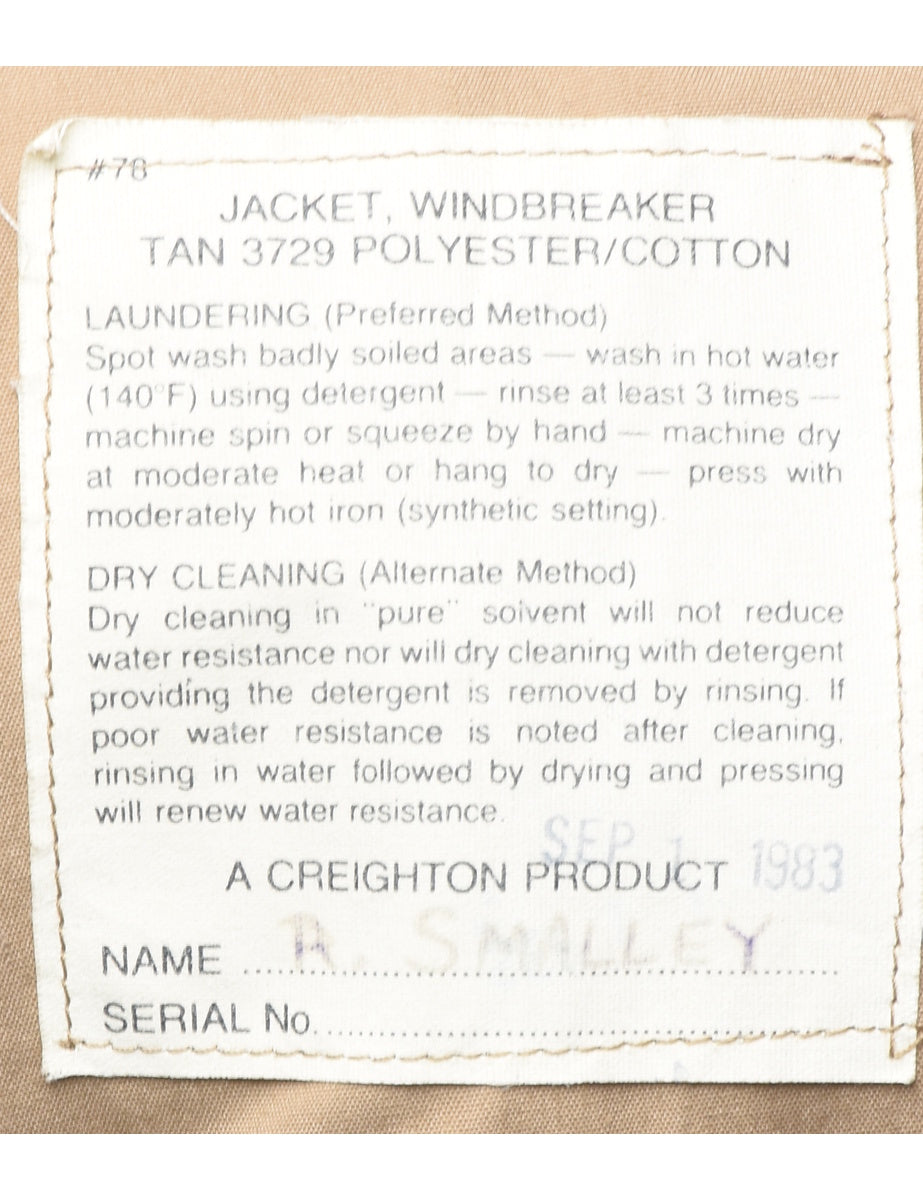 #78
JACKET, WINDBREAKER
TAN 3729 POLYESTER/COTTON
LAUNDERING (Preferred Method)
Spot wash badly soiled areas — wash in hot water
(140°F) using detergent — rinse at least 3 times —
machine spin or squeeze by hand — machine dry
at moderate heat or hang to dry — press with
moderately hot iron (synthetic setting).
DRY CLEANING (Alternate Method)
Dry cleaning in "pure" solvent will not reduce
water resistance nor will dry cleaning with detergent
providing the detergent is removed by rinsing. If
poor water resistance is noted after cleaning,
rinsing in water followed by drying and pressing
will renew water resistance.
SEP 1 1983
A CREIGHTON PRODUCT
NAME R. SMALLEY
SERIAL No.